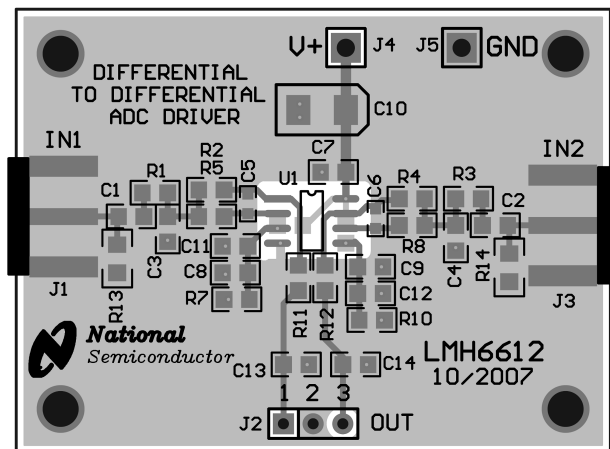 V+ J4 J5 GND
DIFFERENTIAL
TO DIFFERENTIAL
ADC DRIVER
C10
IN1
IN2
C7
R2
R1 R5 C5 U1 C6 R4 R3
C1 C2
C3 C11 R8 C4 R14
C8 C9
J1 R13 R7 C12 J3
R11 R12 R10
National
Semiconductor
LMH6612
10/2007
C13 C14
1 2 3
J2 OUT